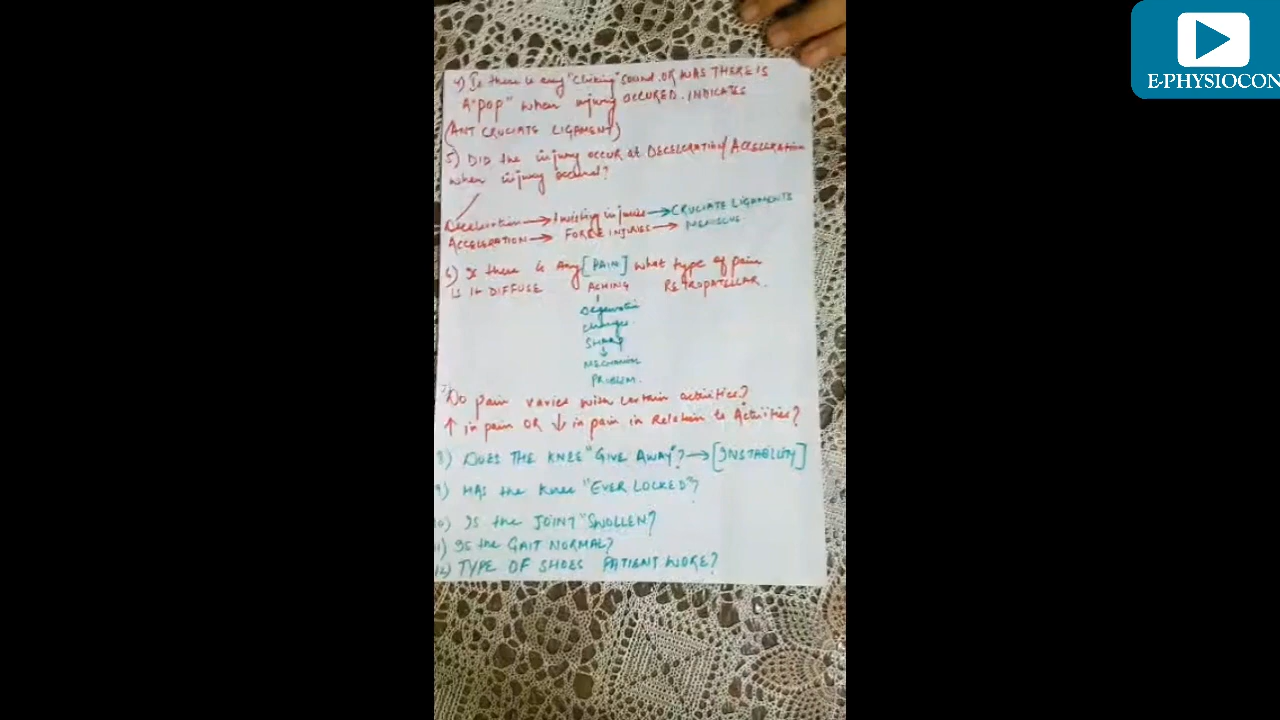 E-PHYSIOCON
4) Is there is any "Clicking" sound. OR WAS THERE IS
A "pop" when injury OCCURED. INDICATES
(ANT CRUCIATE LIGAMENT)
5) DID the injury OCCUR at DECELERATION/ACCELERATION
when injury occured?
Deceleration → twisting injuries → CRUCIATE LIGAMENTS
ACCELERATION → FORCE INJURIES → MENISCUS
6) Is there is Any [PAIN] what type of pain
Is it DIFFUSE ACHING RETROPATELLAR.
changes
SHARP
↓
PROBLEM.
Do pain varies with certain activities?
↑ in pain OR ↓ in pain in Relation to Activities?
8) DOES THE KNEE "GIVE AWAY"? → [INSTABILITY]
9) HAS the Knee "EVER LOCKED"?
10) IS the JOINT "SWOLLEN?
11) IS the GAIT NORMAL?
12) TYPE OF SHOES PATIENT WORE?